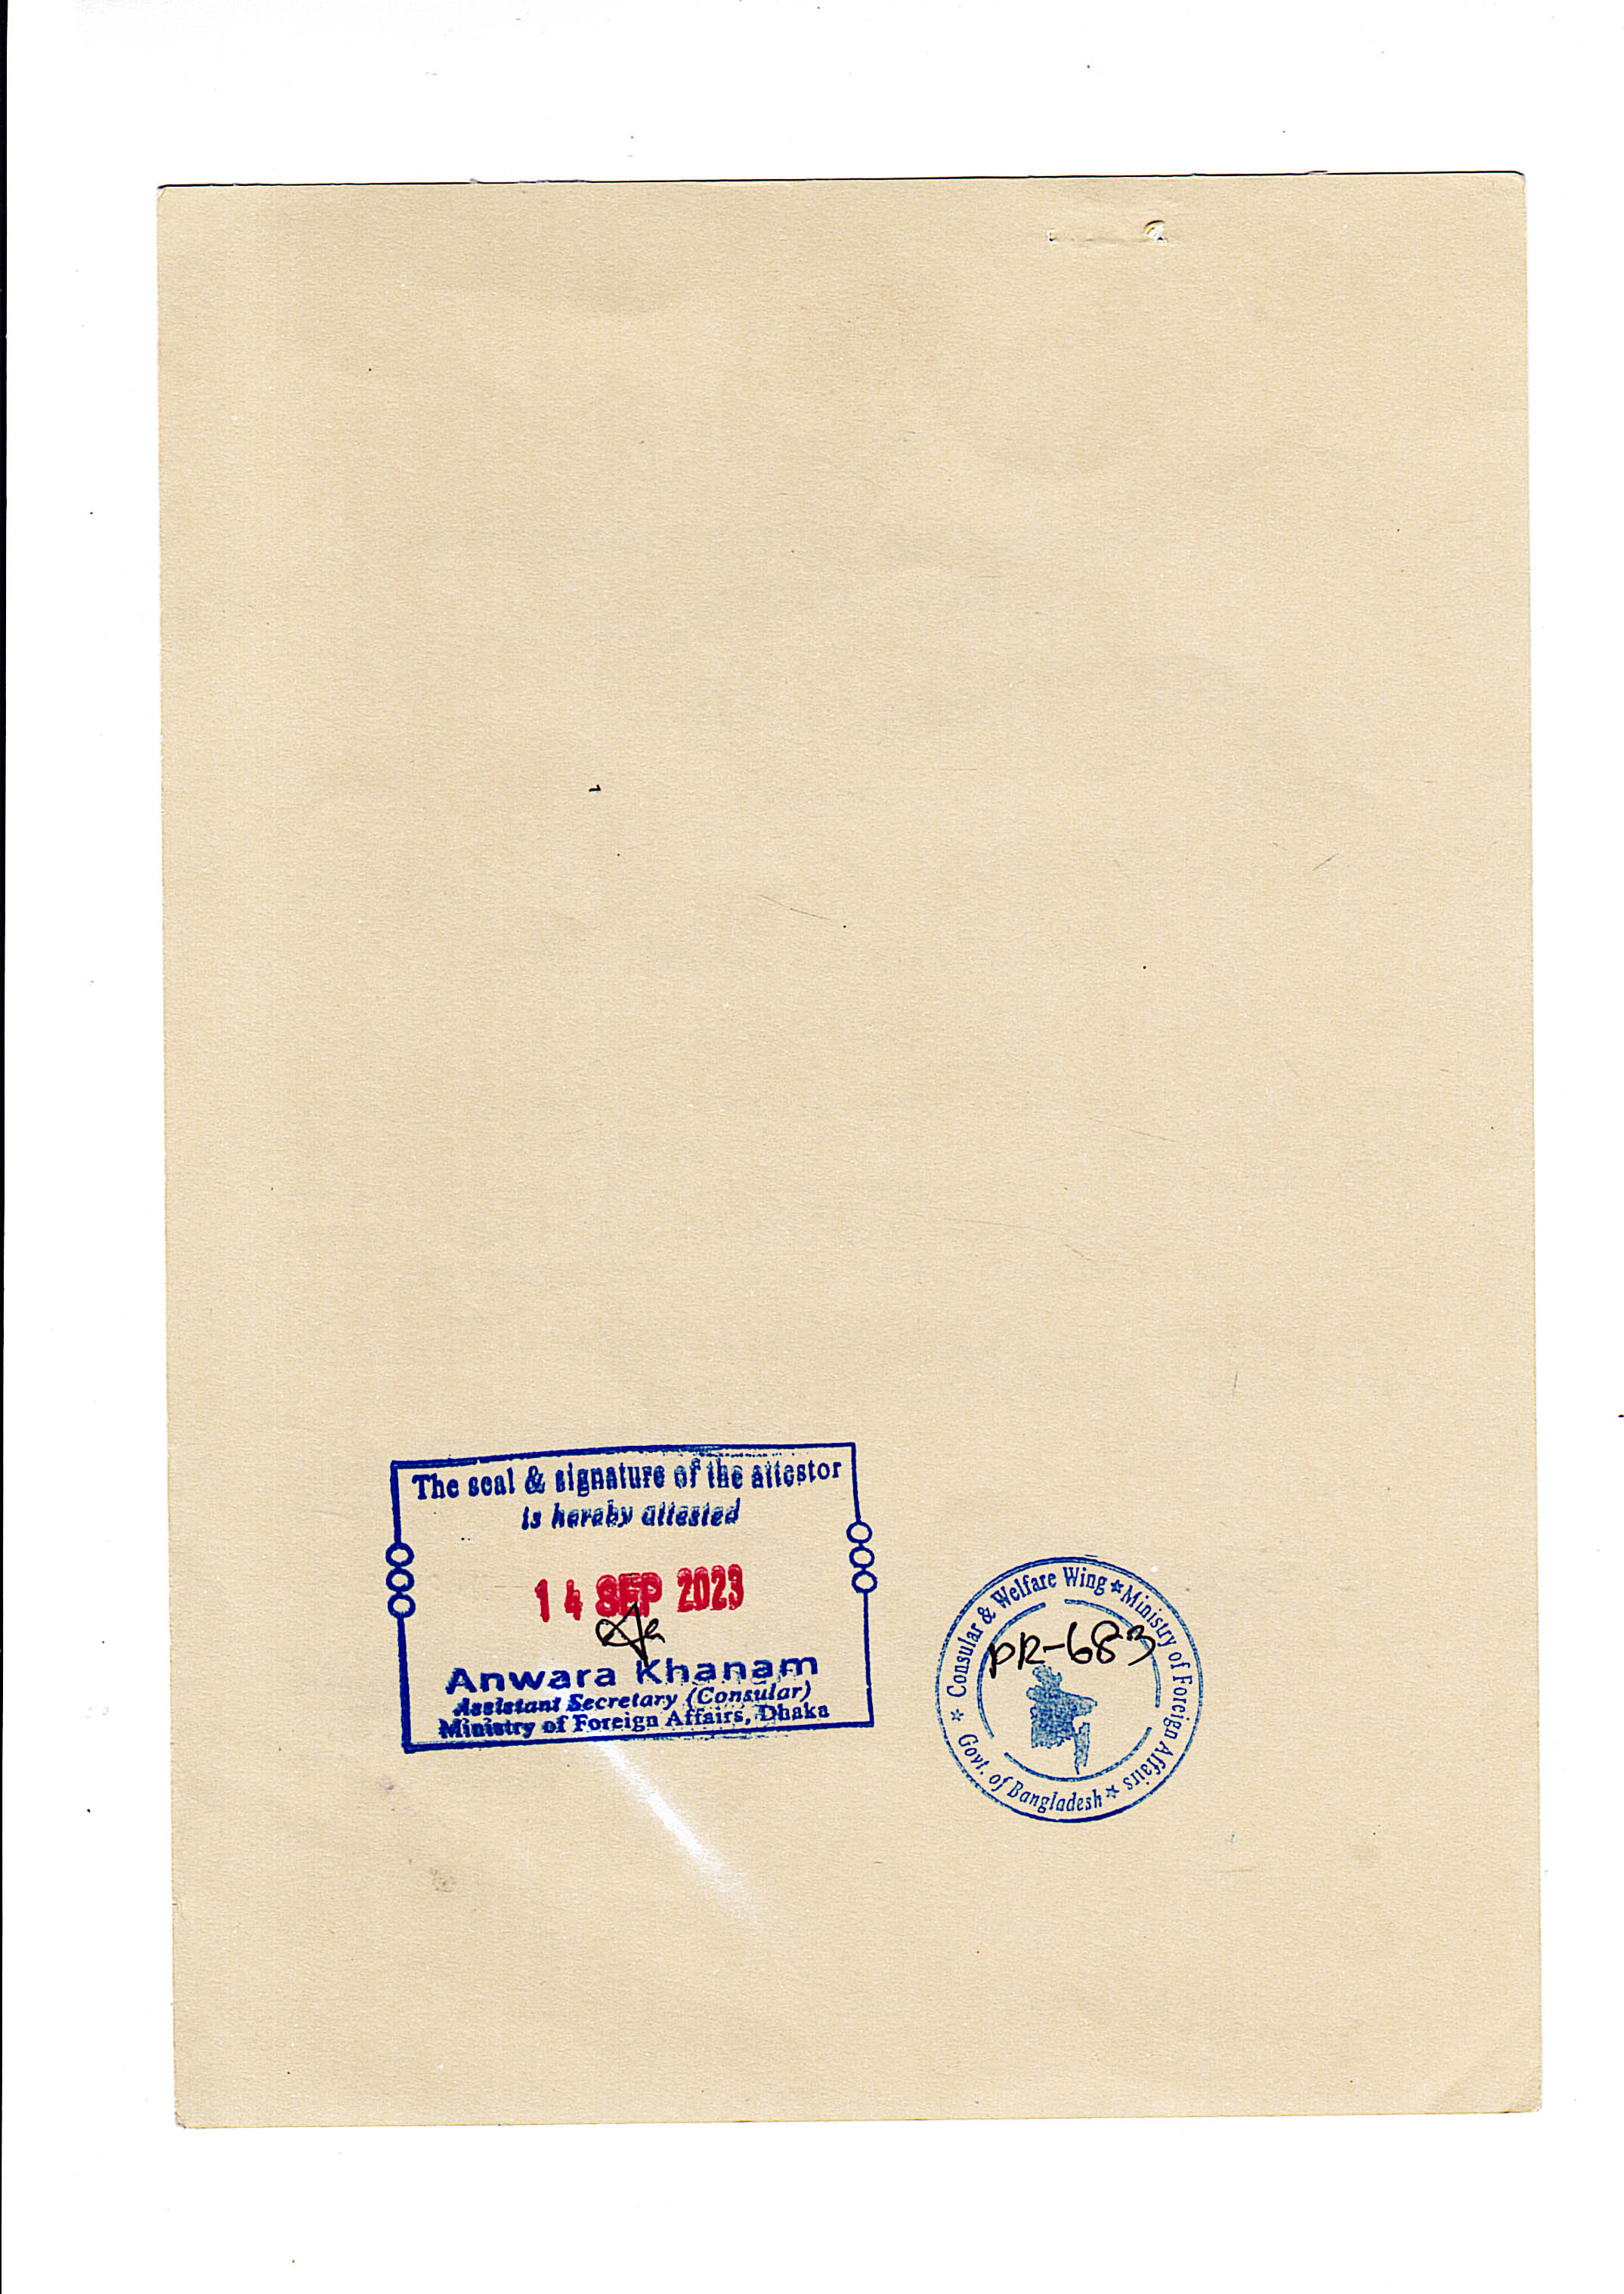 The seal & signature of the attestor
is hereby attested
14 SEP 2023
Anwara Khanam
Assistant Secretary (Consular)
Ministry of Foreign Affairs, Dhaka
Consular & Welfare Wing * Ministry of Foreign Affairs * Govt. of Bangladesh *
PR-683